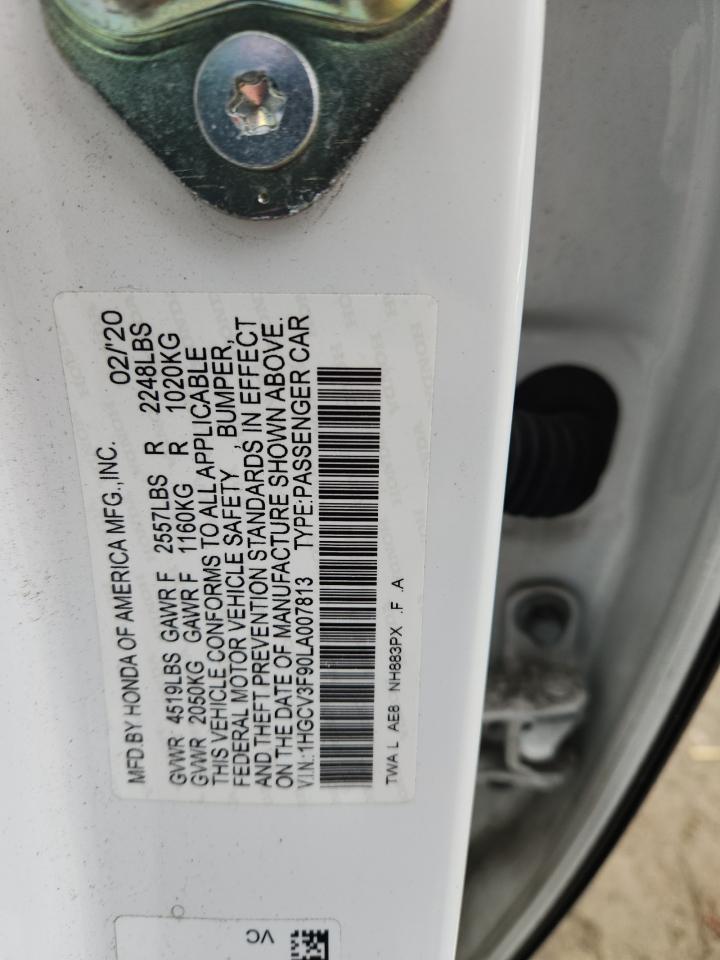 MFD.BY HONDA OF AMERICA MFG.,INC. 02/'20
GVWR 4519LBS GAWR F 2557LBS R 2248LBS
GVWR 2050KG GAWR F 1160KG R 1020KG
THIS VEHICLE CONFORMS TO ALL APPLICABLE
FEDERAL MOTOR VEHICLE SAFETY , BUMPER,
AND THEFT PREVENTION STANDARDS IN EFFECT
ON THE DATE OF MANUFACTURE SHOWN ABOVE.
V.I.N.:1HGCV3F90LA007813 TYPE:PASSENGER CAR
TWA L AE8 NH883PX .F .A
VC